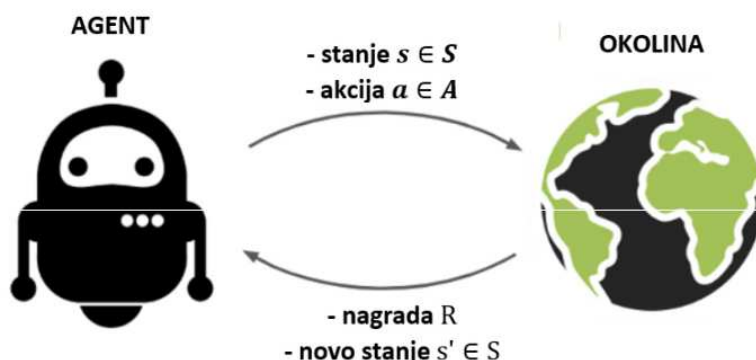 AGENT
- stanje s ∈ S
- akcija a ∈ A
OKOLINA
- nagrada R
- novo stanje s' ∈ S